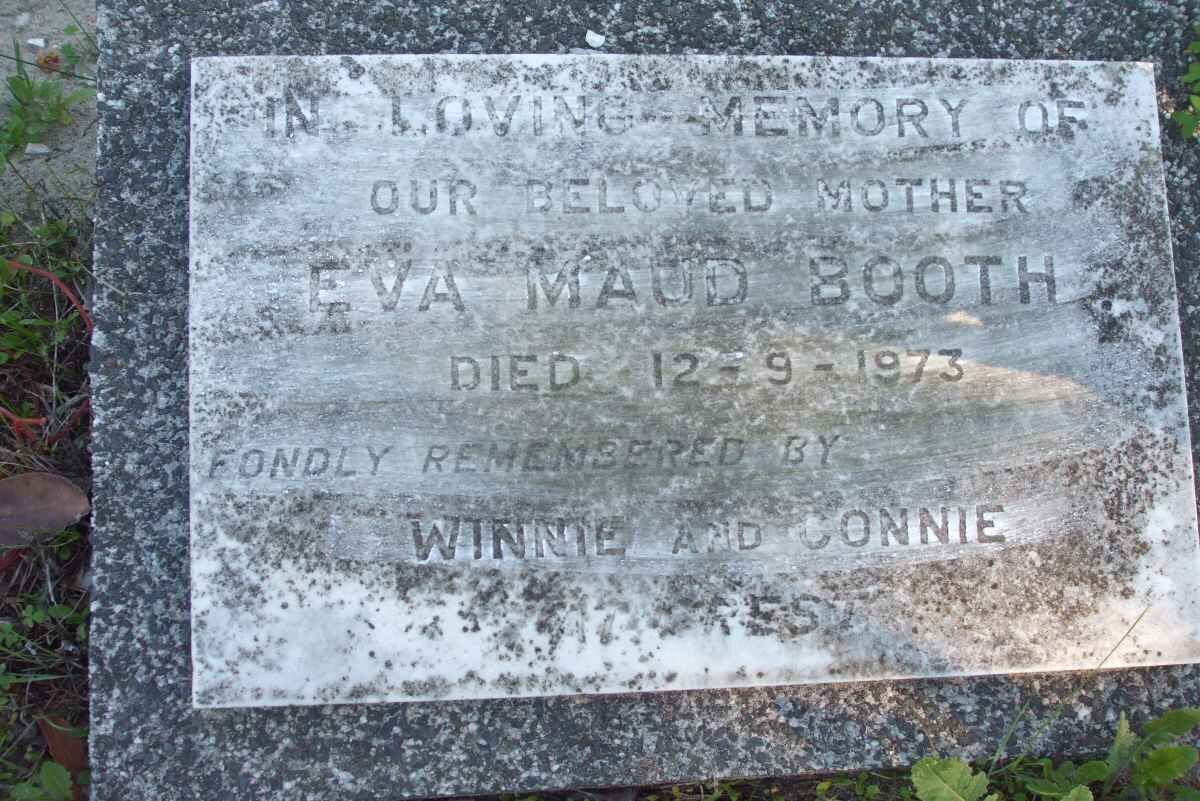 IN LOVING MEMORY OF
OUR BELOVED MOTHER
EVA MAUD BOOTH
DIED 12-9-1973
FONDLY REMEMBERED BY
WINNIE AND CONNIE